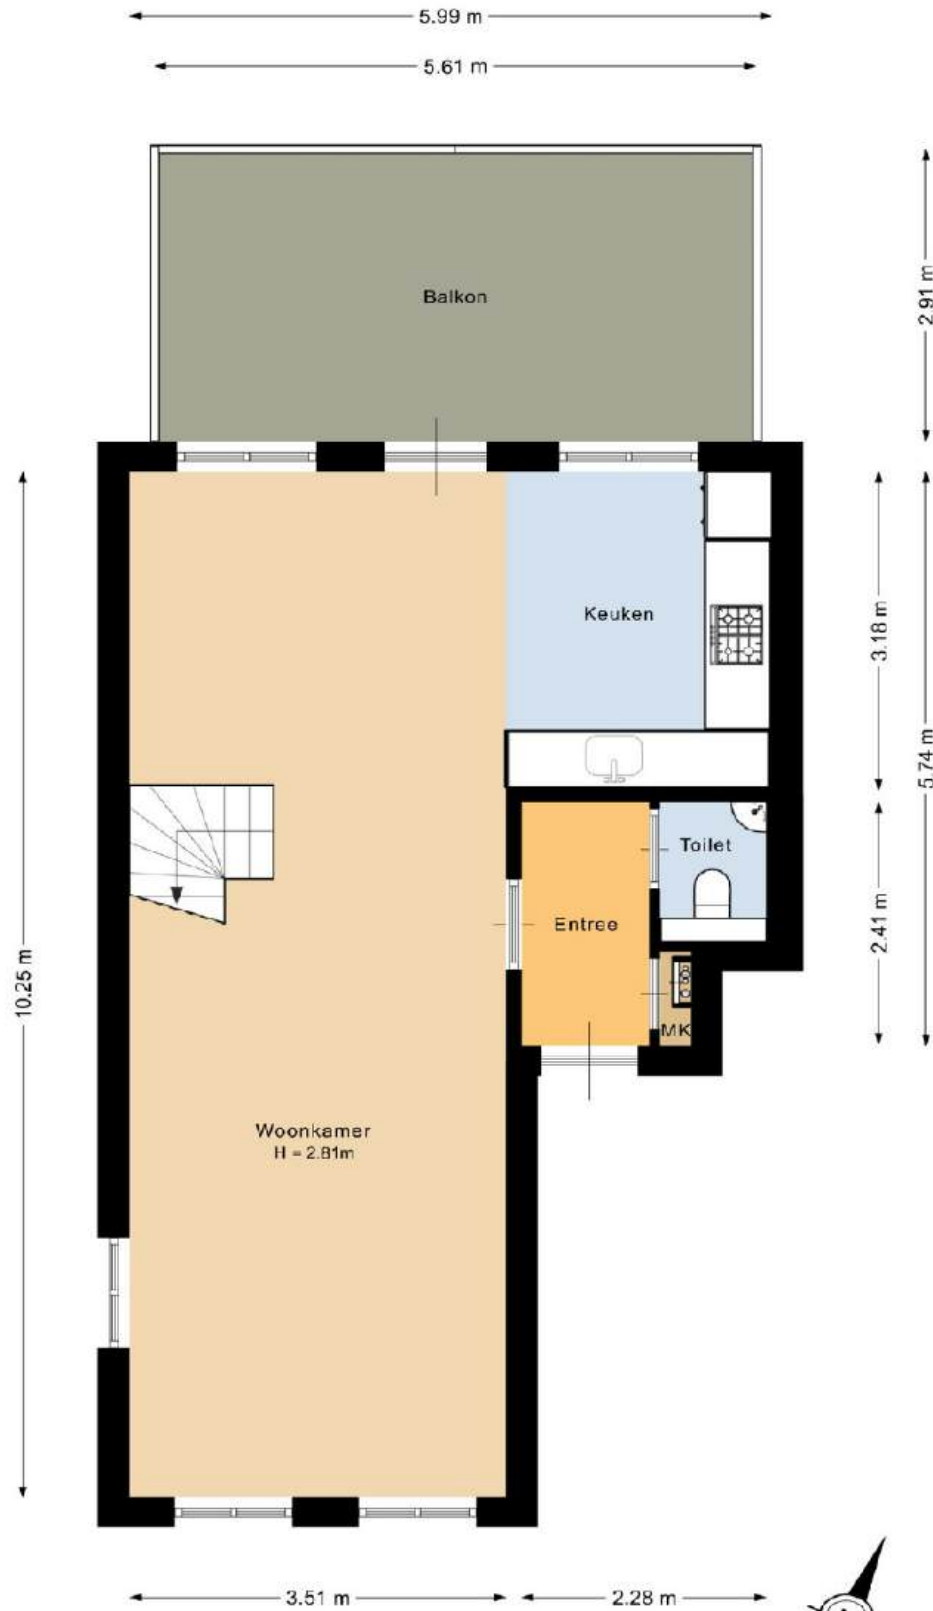 5.99 m
5.61 m
Balkon
2.91 m
Keuken
3.18 m
5.74 m
Toilet
Entree
2.41 m
10.25 m
MK
Woonkamer
H = 2.81m
3.51 m
2.28 m